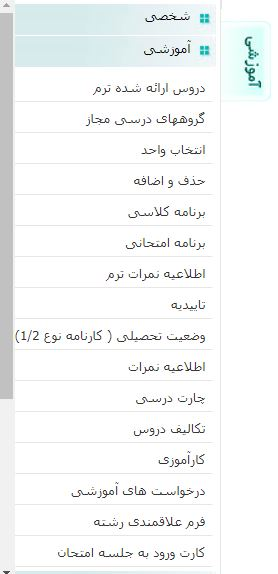 شخصی
آموزشی
آموزشی
دروس ارائه شده ترم
گروههای درسی مجاز
انتخاب واحد
حذف و اضافه
برنامه کلاسی
برنامه امتحانی
اطلاعیه نمرات ترم
تاییدیه
وضعیت تحصیلی ( کارنامه نوع 1/2)
اطلاعیه نمرات
چارت درسی
تکالیف دروس
کارآموزی
درخواست های آموزشی
فرم علاقمندی رشته
کارت ورود به جلسه امتحان